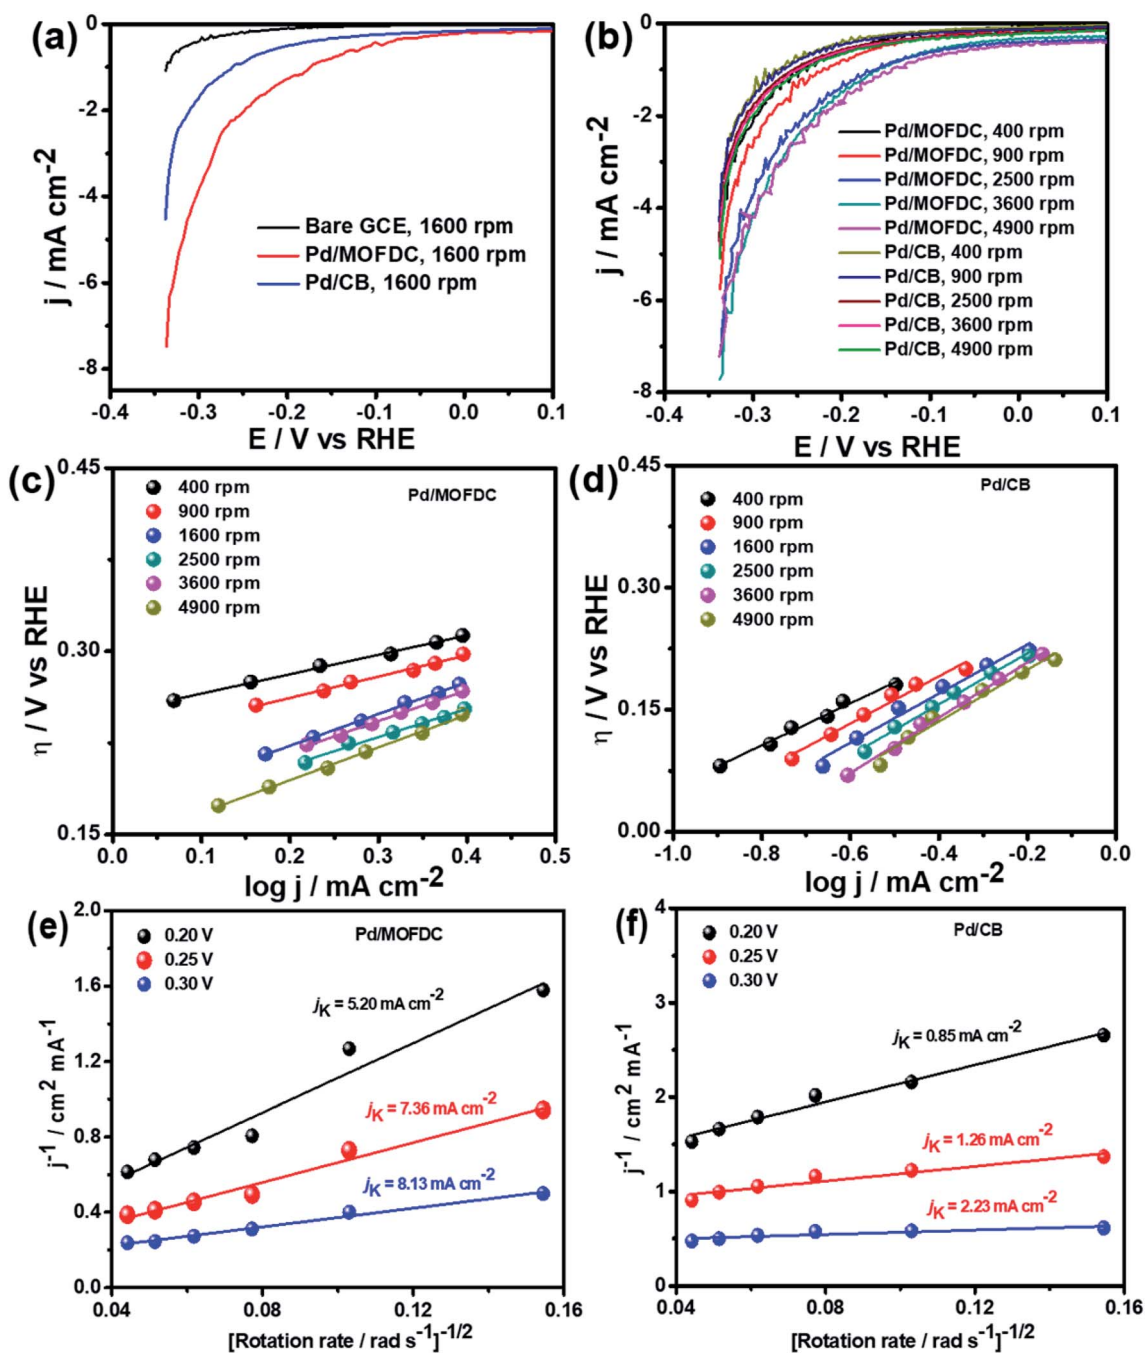 (a)
0
-2
-4
-6
-8
j / mA cm-2
Bare GCE, 1600 rpm
Pd/MOFDC, 1600 rpm
Pd/CB, 1600 rpm
-0.4 -0.3 -0.2 -0.1 0.0 0.1
E / V vs RHE
(b)
0
-2
-4
-6
-8
j / mA cm-2
Pd/MOFDC, 400 rpm
Pd/MOFDC, 900 rpm
Pd/MOFDC, 2500 rpm
Pd/MOFDC, 3600 rpm
Pd/MOFDC, 4900 rpm
Pd/CB, 400 rpm
Pd/CB, 900 rpm
Pd/CB, 2500 rpm
Pd/CB, 3600 rpm
Pd/CB, 4900 rpm
-0.4 -0.3 -0.2 -0.1 0.0 0.1
E / V vs RHE
(c)
0.45
0.30
0.15
η / V vs RHE
400 rpm
900 rpm
1600 rpm
2500 rpm
3600 rpm
4900 rpm
Pd/MOFDC
0.0 0.1 0.2 0.3 0.4 0.5
log j / mA cm-2
(d)
0.45
0.30
0.15
0.00
η / V vs RHE
400 rpm
900 rpm
1600 rpm
2500 rpm
3600 rpm
4900 rpm
Pd/CB
-1.0 -0.8 -0.6 -0.4 -0.2 0.0
log j / mA cm-2
(e)
2.0
1.6
1.2
0.8
0.4
0.0
j-1 / cm2 mA-1
0.20 V
0.25 V
0.30 V
Pd/MOFDC
jK = 5.20 mA cm-2
jK = 7.36 mA cm-2
jK = 8.13 mA cm-2
0.04 0.08 0.12 0.16
[Rotation rate / rad s-1]-1/2
(f)
4
3
2
1
0
j-1 / cm2 mA-1
0.20 V
0.25 V
0.30 V
Pd/CB
jK = 0.85 mA cm-2
jK = 1.26 mA cm-2
jK = 2.23 mA cm-2
0.04 0.08 0.12 0.16
[Rotation rate / rad s-1]-1/2